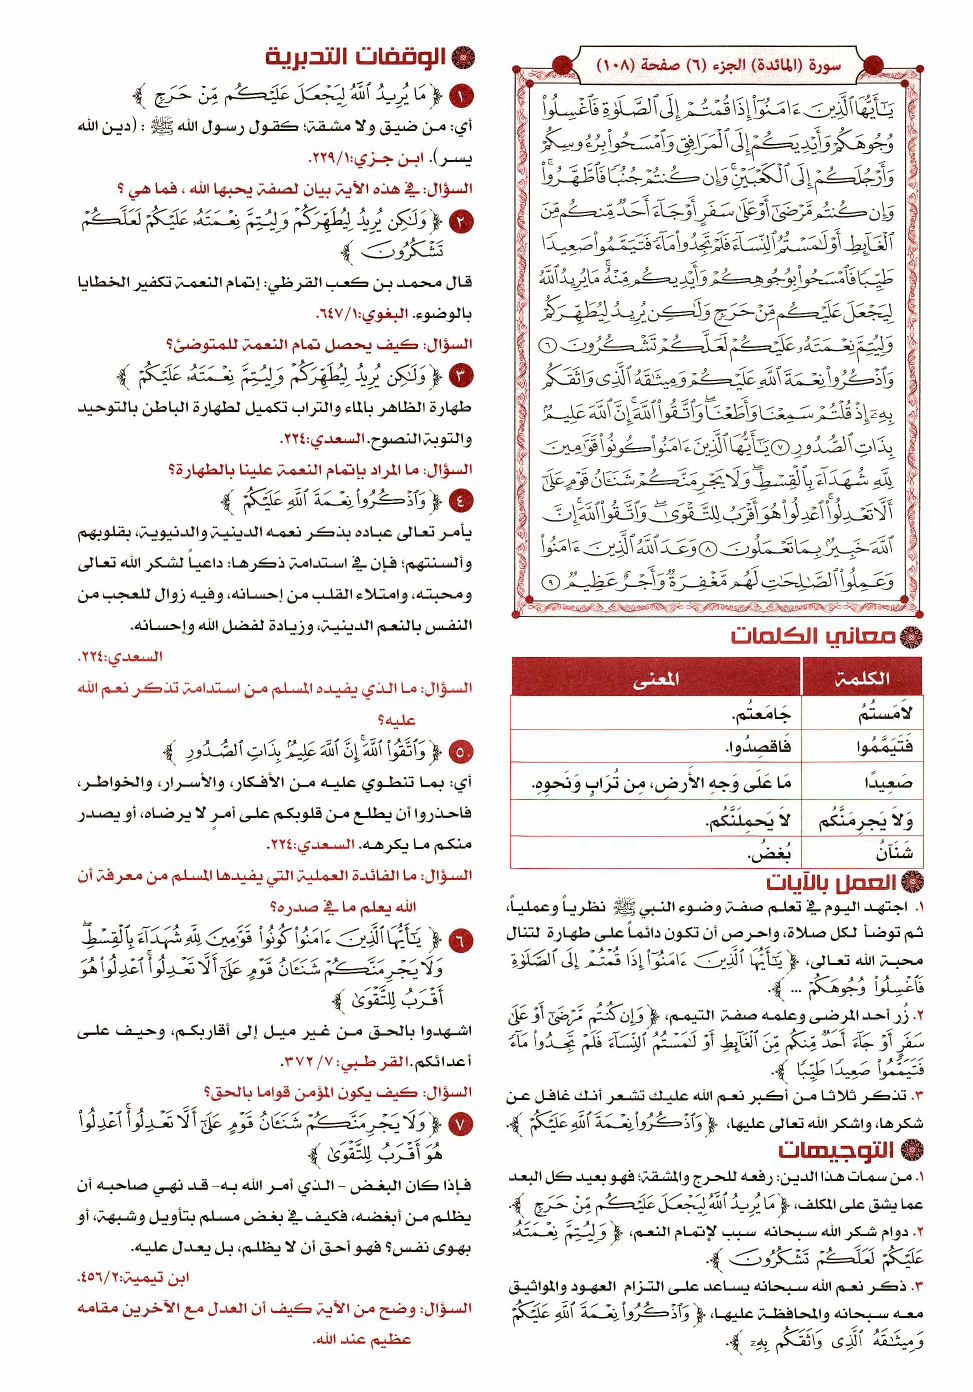 سورة (المائدة) الجزء (٦) صفحة (١٠٨)
يَٰٓأَيُّهَا ٱلَّذِينَ ءَامَنُوٓا۟ إِذَا قُمْتُمْ إِلَى ٱلصَّلَوٰةِ فَٱغْسِلُوا۟
وُجُوهَكُمْ وَأَيْدِيَكُمْ إِلَى ٱلْمَرَافِقِ وَٱمْسَحُوا۟ بِرُءُوسِكُمْ
وَأَرْجُلَكُمْ إِلَى ٱلْكَعْبَيْنِ ۚ وَإِن كُنتُمْ جُنُبًا فَٱطَّهَّرُوا۟ ۚ
وَإِن كُنتُم مَّرْضَىٰٓ أَوْ عَلَىٰ سَفَرٍ أَوْ جَآءَ أَحَدٌ مِّنكُم مِّنَ
ٱلْغَآئِطِ أَوْ لَٰمَسْتُمُ ٱلنِّسَآءَ فَلَمْ تَجِدُوا۟ مَآءً فَتَيَمَّمُوا۟ صَعِيدًا
طَيِّبًا فَٱمْسَحُوا۟ بِوُجُوهِكُمْ وَأَيْدِيكُم مِّنْهُ ۚ مَا يُرِيدُ ٱللَّهُ
لِيَجْعَلَ عَلَيْكُم مِّنْ حَرَجٍ وَلَٰكِن يُرِيدُ لِيُطَهِّرَكُمْ
وَلِيُتِمَّ نِعْمَتَهُۥ عَلَيْكُمْ لَعَلَّكُمْ تَشْكُرُونَ ٦
وَٱذْكُرُوا۟ نِعْمَةَ ٱللَّهِ عَلَيْكُمْ وَمِيثَٰقَهُ ٱلَّذِى وَاثَقَكُم
بِهِۦٓ إِذْ قُلْتُمْ سَمِعْنَا وَأَطَعْنَا ۖ وَٱتَّقُوا۟ ٱللَّهَ ۚ إِنَّ ٱللَّهَ عَلِيمٌۢ
بِذَاتِ ٱلصُّدُورِ ٧ يَٰٓأَيُّهَا ٱلَّذِينَ ءَامَنُوا۟ كُونُوا۟ قَوَّٰمِينَ
لِلَّهِ شُهَدَآءَ بِٱلْقِسْطِ ۖ وَلَا يَجْرِمَنَّكُمْ شَنَـَٔانُ قَوْمٍ عَلَىٰٓ
أَلَّا تَعْدِلُوا۟ ۚ ٱعْدِلُوا۟ هُوَ أَقْرَبُ لِلتَّقْوَىٰ ۖ وَٱتَّقُوا۟ ٱللَّهَ ۚ إِنَّ
ٱللَّهَ خَبِيرٌۢ بِمَا تَعْمَلُونَ ٨ وَعَدَ ٱللَّهُ ٱلَّذِينَ ءَامَنُوا۟
وَعَمِلُوا۟ ٱلصَّٰلِحَٰتِ ۙ لَهُم مَّغْفِرَةٌ وَأَجْرٌ عَظِيمٌ ٩
معاني الكلمات
الكلمة المعنى
لاَمَستُمُ جَامَعتُم.
فَتَيَمَّمُوا فَاقصِدُوا.
صَعِيدًا مَا عَلَى وَجهِ الأَرضِ، مِن تُرَابٍ وَنَحوِهِ.
وَلاَ يَجرِمَنَّكُم لاَ يَحمِلَنَّكُم.
شَنَآنُ بُغضُ.
العمل بالآيات
١. اجتهد اليوم في تعلم صفة وضوء النبي ﷺ نظرياً وعملياً،
ثم توضأ لكل صلاة، واحرص أن تكون دائماً على طهارة لتنال
محبة الله تعالى، ﴿ يَٰٓأَيُّهَا ٱلَّذِينَ ءَامَنُوٓا۟ إِذَا قُمْتُمْ إِلَى ٱلصَّلَوٰةِ
فَٱغْسِلُوا۟ وُجُوهَكُمْ ... ﴾.
٢. زُر أحد المرضى وعلمه صفة التيمم، ﴿ وَإِن كُنتُم مَّرْضَىٰٓ أَوْ عَلَىٰ
سَفَرٍ أَوْ جَآءَ أَحَدٌ مِّنكُم مِّنَ ٱلْغَآئِطِ أَوْ لَٰمَسْتُمُ ٱلنِّسَآءَ فَلَمْ تَجِدُوا۟ مَآءً
فَتَيَمَّمُوا۟ صَعِيدًا طَيِّبًا ﴾.
٣. تذكر ثلاثا من أكبر نعم الله عليك تشعر أنك غافل عن
شكرها، واشكر الله تعالى عليها، ﴿ وَٱذْكُرُوا۟ نِعْمَةَ ٱللَّهِ عَلَيْكُمْ ﴾.
التوجيهات
١. من سمات هذا الدين: رفعه للحرج والمشقة؛ فهو بعيد كل البعد
عما يشق على المكلف، ﴿ مَا يُرِيدُ ٱللَّهُ لِيَجْعَلَ عَلَيْكُم مِّنْ حَرَجٍ ﴾.
٢. دوام شكر الله سبحانه سبب لإتمام النعم، ﴿ وَلِيُتِمَّ نِعْمَتَهُۥ
عَلَيْكُمْ لَعَلَّكُمْ تَشْكُرُونَ ﴾.
٣. ذكر نعم الله سبحانه يساعد على التزام العهود والمواثيق
معه سبحانه والمحافظة عليها، ﴿ وَٱذْكُرُوا۟ نِعْمَةَ ٱللَّهِ عَلَيْكُمْ
وَمِيثَٰقَهُ ٱلَّذِى وَاثَقَكُم بِهِۦٓ ﴾.
الوقفات التدبرية
١ ﴿ مَا يُرِيدُ ٱللَّهُ لِيَجْعَلَ عَلَيْكُم مِّنْ حَرَجٍ ﴾
أي: من ضيق ولا مشقة؛ كقول رسول الله ﷺ : (دين الله
يسر). ابن جزي:٢٢٩/١.
السؤال: في هذه الآية بيان لصفة يحبها الله ، فما هي ؟
٢ ﴿ وَلَٰكِن يُرِيدُ لِيُطَهِّرَكُمْ وَلِيُتِمَّ نِعْمَتَهُۥ عَلَيْكُمْ لَعَلَّكُمْ
تَشْكُرُونَ ﴾
قال محمد بن كعب القرظي: إتمام النعمة تكفير الخطايا
بالوضوء. البغوي:٦٤٧/١.
السؤال: كيف يحصل تمام النعمة للمتوضئ؟
٣ ﴿ وَلَٰكِن يُرِيدُ لِيُطَهِّرَكُمْ وَلِيُتِمَّ نِعْمَتَهُۥ عَلَيْكُمْ ﴾
طهارة الظاهر بالماء والتراب تكميل لطهارة الباطن بالتوحيد
والتوبة النصوح. السعدي:٢٢٤.
السؤال: ما المراد بإتمام النعمة علينا بالطهارة؟
٤ ﴿ وَٱذْكُرُوا۟ نِعْمَةَ ٱللَّهِ عَلَيْكُمْ ﴾
يأمر تعالى عباده بذكر نعمه الدينية والدنيوية، بقلوبهم
وألسنتهم؛ فإن في استدامة ذكرها: داعياً لشكر الله تعالى
ومحبته، وامتلاء القلب من إحسانه، وفيه زوال للعجب من
النفس بالنعم الدينية، وزيادة لفضل الله وإحسانه.
السعدي:٢٢٤.
السؤال: ما الذي يفيده المسلم من استدامة تذكر نعم الله
عليه؟
٥ ﴿ وَٱتَّقُوا۟ ٱللَّهَ ۚ إِنَّ ٱللَّهَ عَلِيمٌۢ بِذَاتِ ٱلصُّدُورِ ﴾
أي: بما تنطوي عليه من الأفكار، والأسرار، والخواطر،
فاحذروا أن يطلع من قلوبكم على أمرٍ لا يرضاه، أو يصدر
منكم ما يكرهه. السعدي:٢٢٤.
السؤال: ما الفائدة العملية التي يفيدها المسلم من معرفة أن
الله يعلم ما في صدره؟
٦ ﴿ يَٰٓأَيُّهَا ٱلَّذِينَ ءَامَنُوا۟ كُونُوا۟ قَوَّٰمِينَ لِلَّهِ شُهَدَآءَ بِٱلْقِسْطِ ۖ
وَلَا يَجْرِمَنَّكُمْ شَنَـَٔانُ قَوْمٍ عَلَىٰٓ أَلَّا تَعْدِلُوا۟ ۚ ٱعْدِلُوا۟ هُوَ
أَقْرَبُ لِلتَّقْوَىٰ ﴾
اشهدوا بالحق من غير ميل إلى أقاربكم، وحيف على
أعدائكم. القرطبي:٣٧٢/٧.
السؤال: كيف يكون المؤمن قواما بالحق؟
٧ ﴿ وَلَا يَجْرِمَنَّكُمْ شَنَـَٔانُ قَوْمٍ عَلَىٰٓ أَلَّا تَعْدِلُوا۟ ۚ ٱعْدِلُوا۟
هُوَ أَقْرَبُ لِلتَّقْوَىٰ ﴾
فإذا كان البغض - الذي أمر الله به- قد نهي صاحبه أن
يظلم من أبغضه، فكيف في بغض مسلم بتأويل وشبهة، أو
بهوى نفس؟ فهو أحق أن لا يظلم، بل يعدل عليه.
ابن تيمية:٤٥٦/٢.
السؤال: وضح من الآية كيف أن العدل مع الآخرين مقامه
عظيم عند الله.